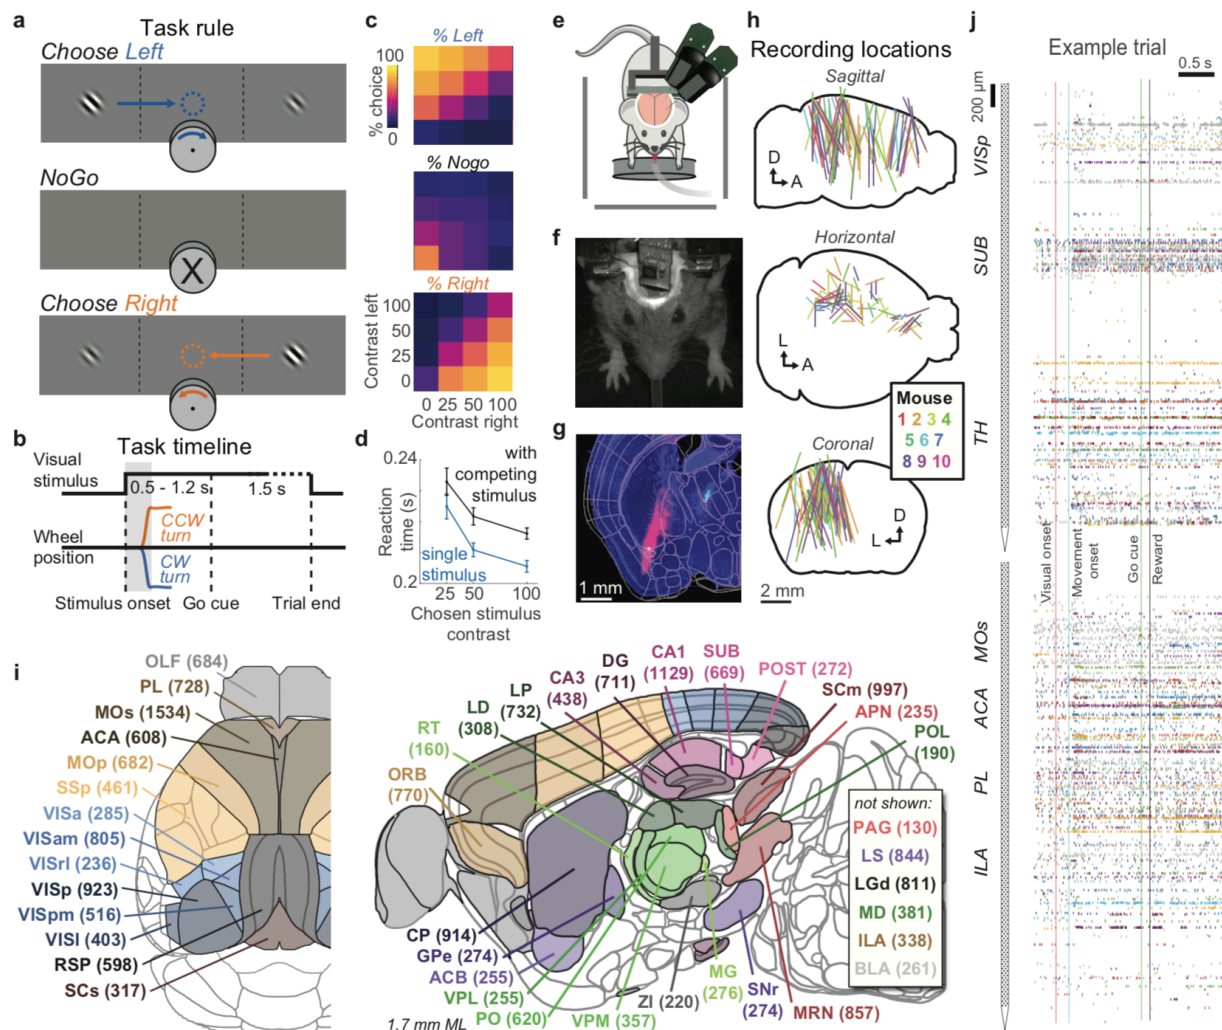 a
Task rule
Choose Left
NoGo
X
Choose Right
b
Task timeline
Visual
stimulus
0.5 - 1.2 s
1.5 s
CCW
turn
Wheel
position
CW
turn
Stimulus onset
Go cue
Trial end
c
% Left
100
% choice
0
% Nogo
% Right
Contrast left
100
50
25
0
0 25 50 100
Contrast right
d
0.24
with
competing
stimulus
Reaction
time (s)
single
stimulus
0.2
25
50
100
Chosen stimulus
contrast
e
f
g
1 mm
h
Recording locations
Sagittal
D
A
Horizontal
L
A
Mouse
1 2 3 4
5 6 7
8 9 10
Coronal
D
L
2 mm
i
OLF (684)
PL (728)
MOs (1534)
ACA (608)
MOp (682)
SSp (461)
VISa (285)
VISam (805)
VISrl (236)
VISp (923)
VISpm (516)
VISl (403)
RSP (598)
SCs (317)
RT
(160)
ORB
(770)
LD
(308)
LP
(732)
CA3
(438)
DG
(711)
CA1
(1129)
SUB
(669)
POST (272)
SCm (997)
APN (235)
POL
(190)
CP (914)
GPe (274)
ACB (255)
VPL (255)
PO (620)
VPM (357)
ZI (220)
MG
(276)
SNr
(274)
MRN (857)
1.7 mm ML
not shown:
PAG (130)
LS (844)
LGd (811)
MD (381)
ILA (338)
BLA (261)
j
Example trial
0.5 s
200 µm
VISp
SUB
TH
Visual onset
Movement
onset
Go cue
Reward
MOs
ACA
PL
ILA